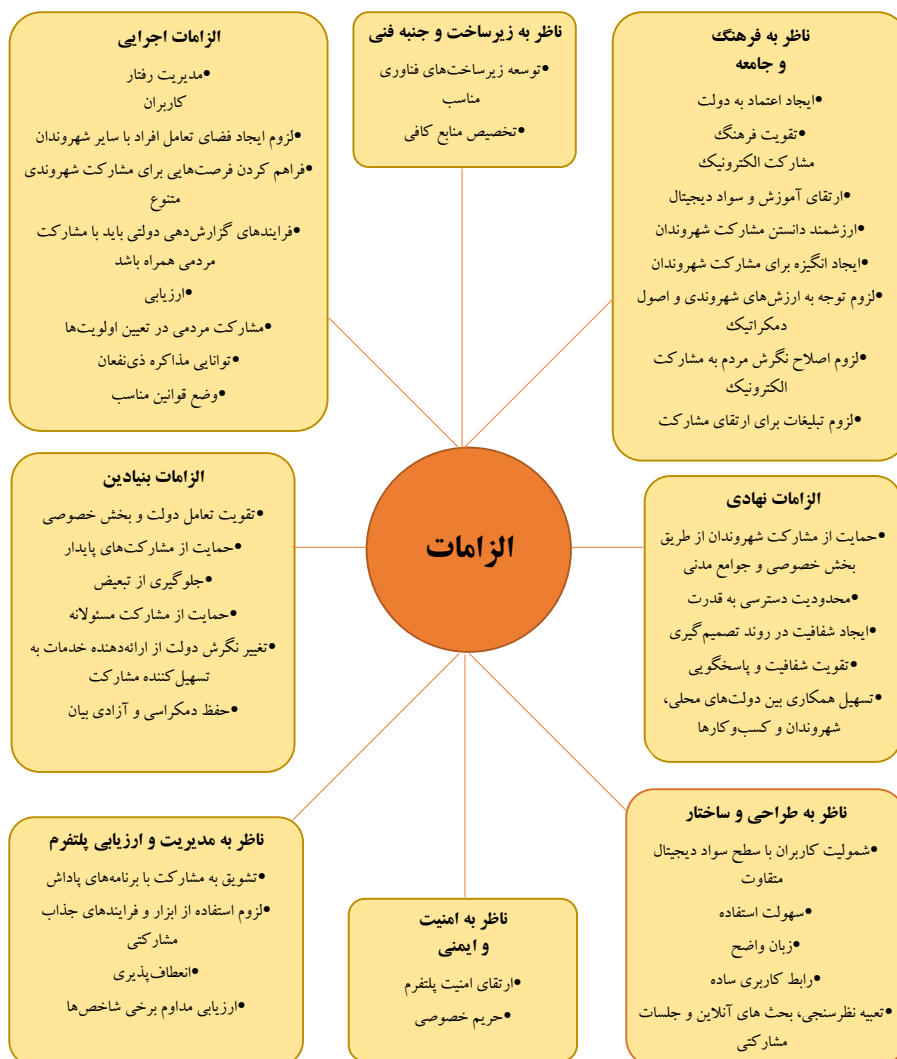 ناظر به فرهنگ
و جامعه
•ایجاد اعتماد به دولت
•تقویت فرهنگ
مشارکت الکترونیک
•ارتقای آموزش و سواد دیجیتال
•ارزشمند دانستن مشارکت شهروندان
•ایجاد انگیزه برای مشارکت شهروندان
•لزوم توجه به ارزش‌های شهروندی و اصول
دمکراتیک
•لزوم اصلاح نگرش مردم به مشارکت
الکترونیک
•لزوم تبلیغات برای ارتقای مشارکت
ناظر به زیرساخت و جنبه فنی
•توسعه زیرساخت‌های فناوری
مناسب
•تخصیص منابع کافی
الزامات اجرایی
•مدیریت رفتار
کاربران
•لزوم ایجاد فضای تعامل افراد با سایر شهروندان
•فراهم کردن فرصت‌هایی برای مشارکت شهروندی
متنوع
•فرایندهای گزارش‌دهی دولتی باید با مشارکت
مردمی همراه باشد
•ارزیابی
•مشارکت مردمی در تعیین اولویت‌ها
•توانایی مذاکره ذی‌نفعان
•وضع قوانین مناسب
الزامات نهادی
•حمایت از مشارکت شهروندان از طریق
بخش خصوصی و جوامع مدنی
•محدودیت دسترسی به قدرت
•ایجاد شفافیت در روند تصمیم‌گیری
•تقویت شفافیت و پاسخگویی
•تسهیل همکاری بین دولت‌های محلی،
شهروندان و کسب‌وکارها
الزامات
الزامات بنیادین
•تقویت تعامل دولت و بخش خصوصی
•حمایت از مشارکت‌های پایدار
•جلوگیری از تبعیض
•حمایت از مشارکت مسئولانه
•تغییر نگرش دولت از ارائه‌دهنده خدمات به
تسهیل‌کننده مشارکت
•حفظ دمکراسی و آزادی بیان
ناظر به طراحی و ساختار
•شمولیت کاربران با سطح سواد دیجیتال
متفاوت
•سهولت استفاده
•زبان واضح
•رابط کاربری ساده
•تعبیه نظرسنجی، بحث های آنلاین و جلسات
مشارکتی
ناظر به امنیت
و ایمنی
•ارتقای امنیت پلتفرم
•حریم خصوصی
ناظر به مدیریت و ارزیابی پلتفرم
•تشویق به مشارکت با برنامه‌های پاداش
•لزوم استفاده از ابزار و فرایندهای جذاب
مشارکتی
•انعطاف‌پذیری
•ارزیابی مداوم برخی شاخص‌ها